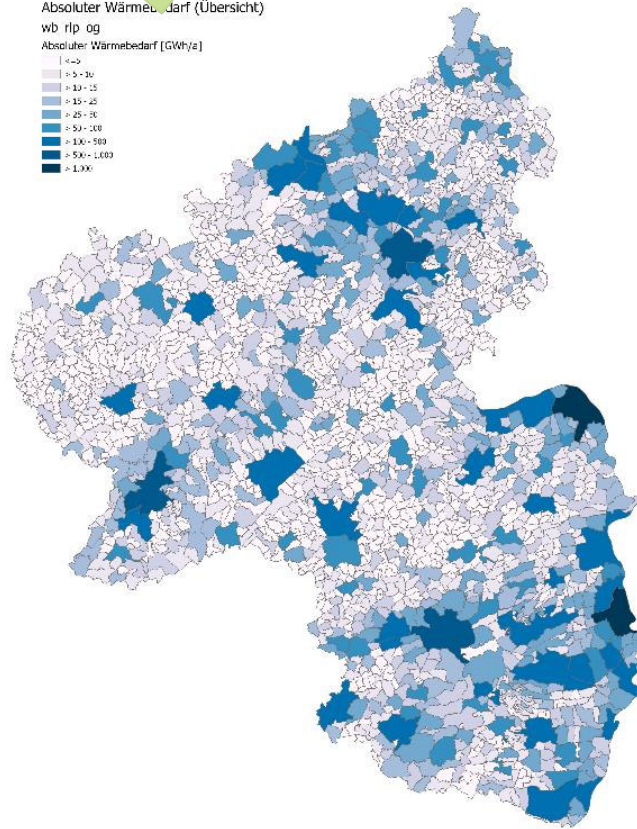 Absoluter Wärmebedarf (Übersicht)
wb rlp og
Absoluter Wärmebedarf [GWh/a]
<=5
> 5 - 10
> 10 - 15
> 15 - 25
> 25 - 50
> 50 - 100
> 100 - 500
> 500 - 1.000
> 1.000